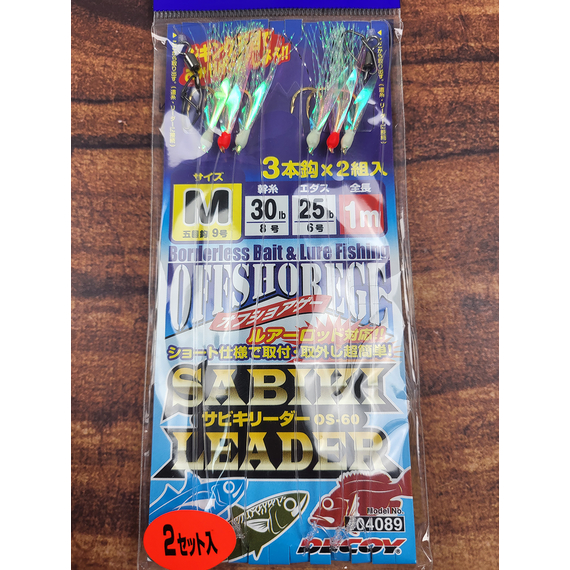 3本鈎×2組入
サイズ 幹糸 エダス 全長
M 30lb 25lb 1m
五目鈎 9号 8号 6号
Borderless Bait & Lure Fishing
OFFSHOREGE
オフショアゲー
ルアーロッド対応!!
ショート仕様で取付・取外し超簡単!!
SABIKI
サビキリーダー OS-60
LEADER
Model No.
04089
2セット入
DECOY